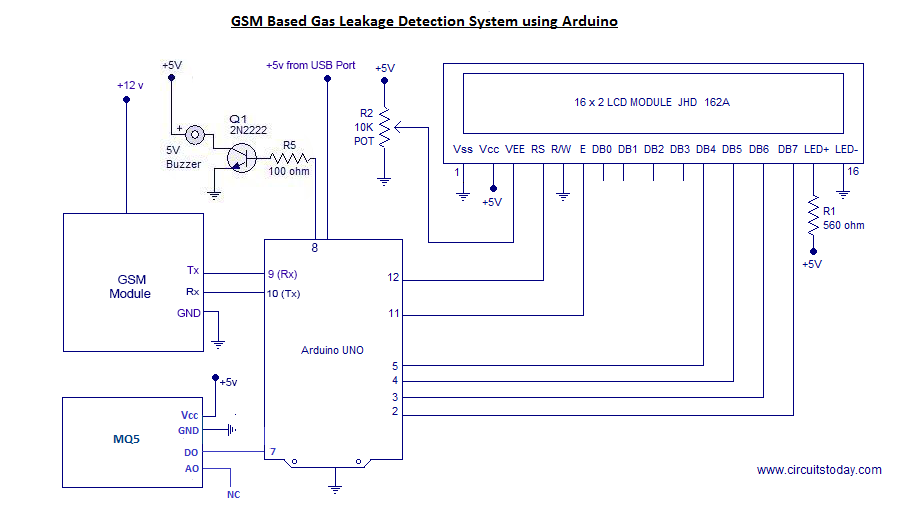 GSM Based Gas Leakage Detection System using Arduino
+5V
+5v from USB Port
+5V
+12 v
16 x 2 LCD MODULE JHD 162A
Q1
2N2222
R2
10K
POT
+
5V
Buzzer
R5
100 ohm
Vss Vcc VEE RS R/W E DB0 DB1 DB2 DB3 DB4 DB5 DB6 DB7 LED+ LED-
1
16
+5V
R1
560 ohm
+5V
8
GSM
Module
Tx
Rx
GND
9 (Rx)
10 (Tx)
12
11
Arduino UNO
5
4
3
2
+5v
MQ5
Vcc
GND
DO
AO
7
NC
www.circuitstoday.com